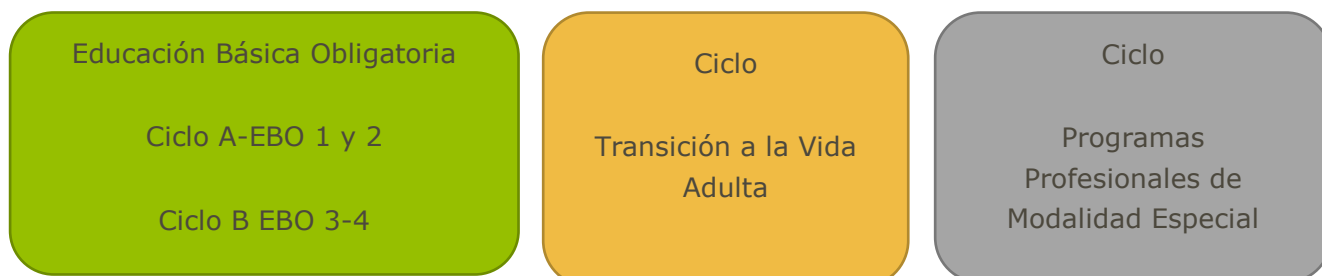 Educación Básica Obligatoria
Ciclo A-EBO 1 y 2
Ciclo B EBO 3-4
Ciclo
Transición a la Vida
Adulta
Ciclo
Programas
Profesionales de
Modalidad Especial